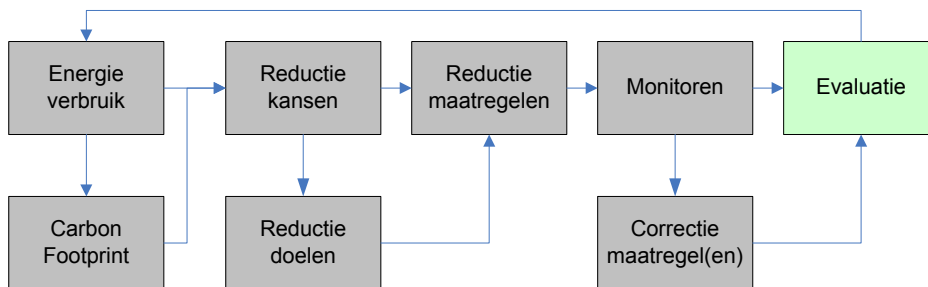 Energie
verbruik
Reductie
kansen
Reductie
maatregelen
Monitoren
Evaluatie
Carbon
Footprint
Reductie
doelen
Correctie
maatregel(en)